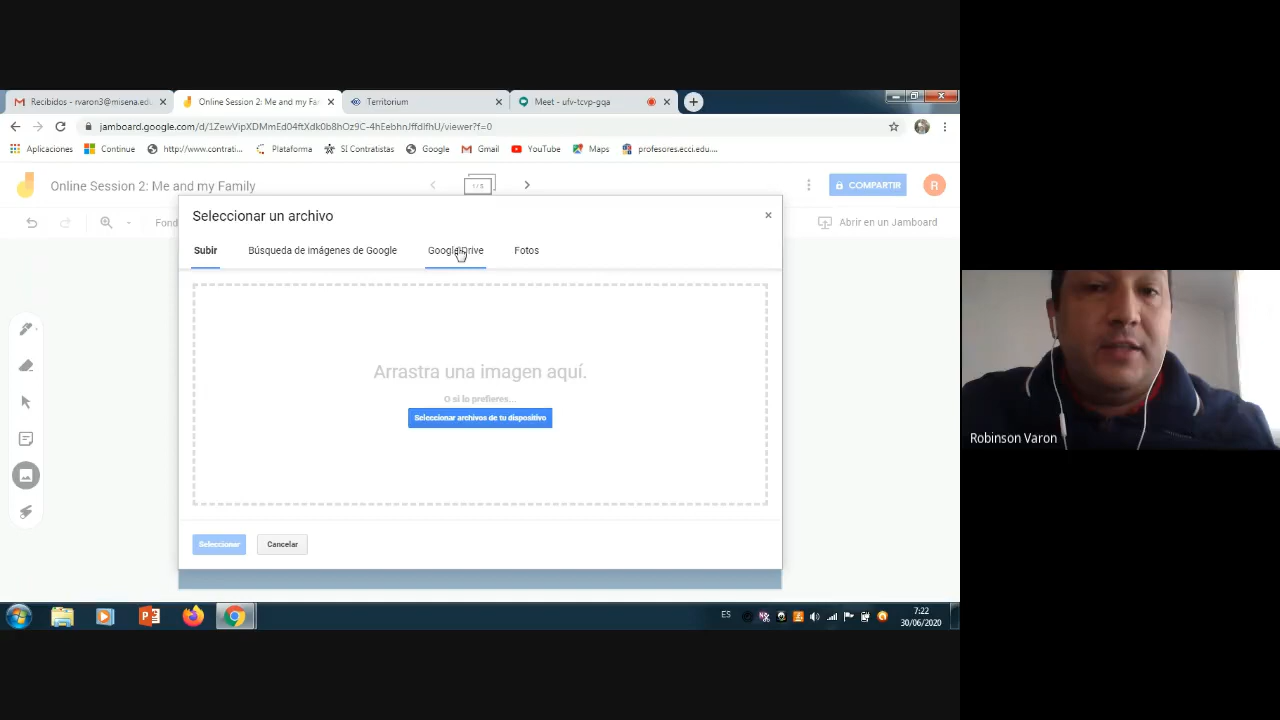 Recibidos - rvaron3@misena.ed
Online Session 2: Me and my Fa
Territorium
Meet - ufv-tcvp-gqa
jamboard.google.com/d/1ZewVipXDMmEd04ftXdk0b8hOz9C-4hEebhnJffdIfhU/viewer?f=0
Aplicaciones
Continue
http://www.contrati...
Plataforma
SI Contratistas
Google
Gmail
YouTube
Maps
profesores.ecci.edu....
Online Session 2: Me and my Family
1/5
COMPARTIR
R
Fond
Abrir en un Jamboard
Seleccionar un archivo
Subir
Búsqueda de imágenes de Google
Google Drive
Fotos
Arrastra una imagen aquí.
O si lo prefieres...
Seleccionar archivos de tu dispositivo
Seleccionar
Cancelar
Robinson Varon
ES
7:22
30/06/2020